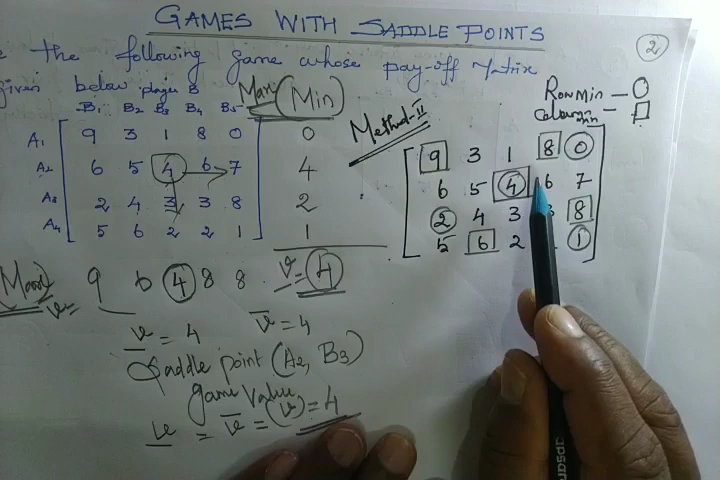 GAMES WITH SADDLE POINTS
2
the following game whose pay-off Matrix
given below player B Max (Min)
B₁ B₂ B₃ B₄ B₅
A₁ 9 3 1 8 0 0
A₂ 6 5 4 6 7 4
A₃ 2 4 3 3 8 2
A₄ 5 6 2 2 1 1
9 6 4 8 8 v = 4
v = 4 v̅ = 4
Saddle point (A₂, B₃)
Game Value
v = v̅ = (v) = 4
Row Min — O
— □
Method-II
9 3 1 8 0
6 5 4 6 7
2 4 3 8
5 6 2 1